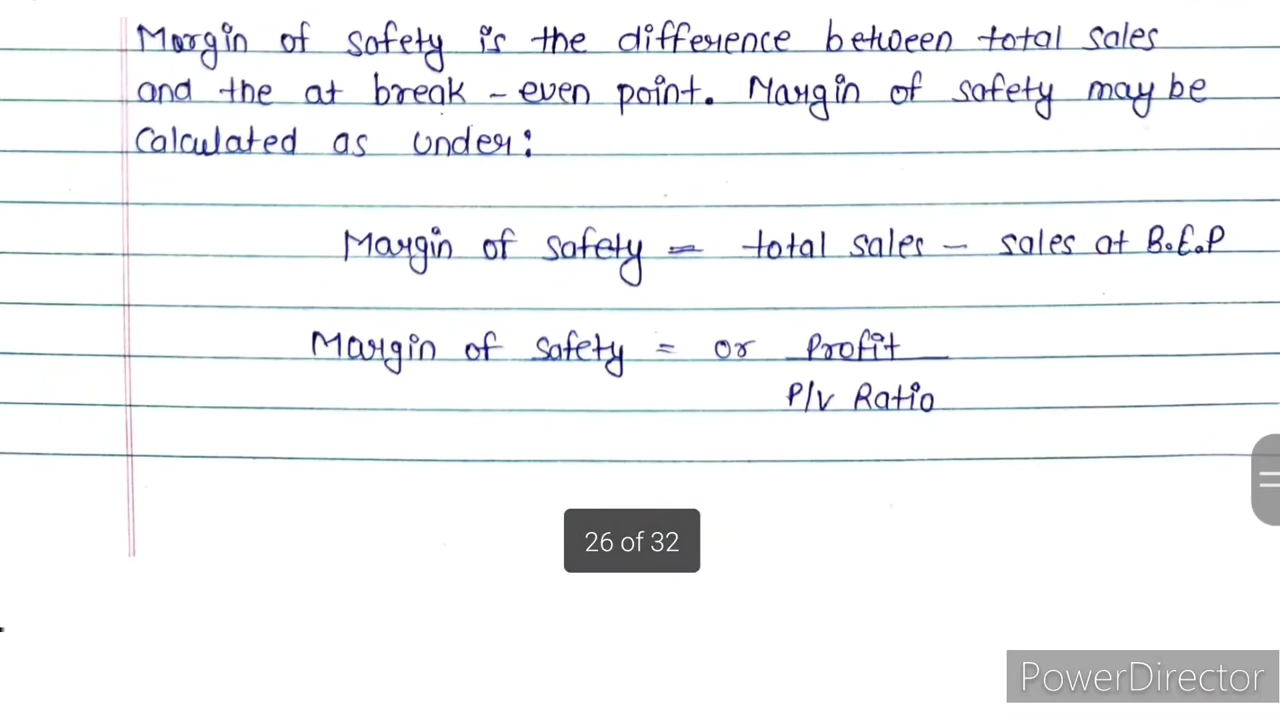 Margin of safety is the difference between total sales
and the at break - even point. Margin of safety may be
Calculated as under:
Margin of safety = total sales - sales at B.E.P
Margin of safety = or Profit
P/V Ratio
26 of 32
PowerDirector